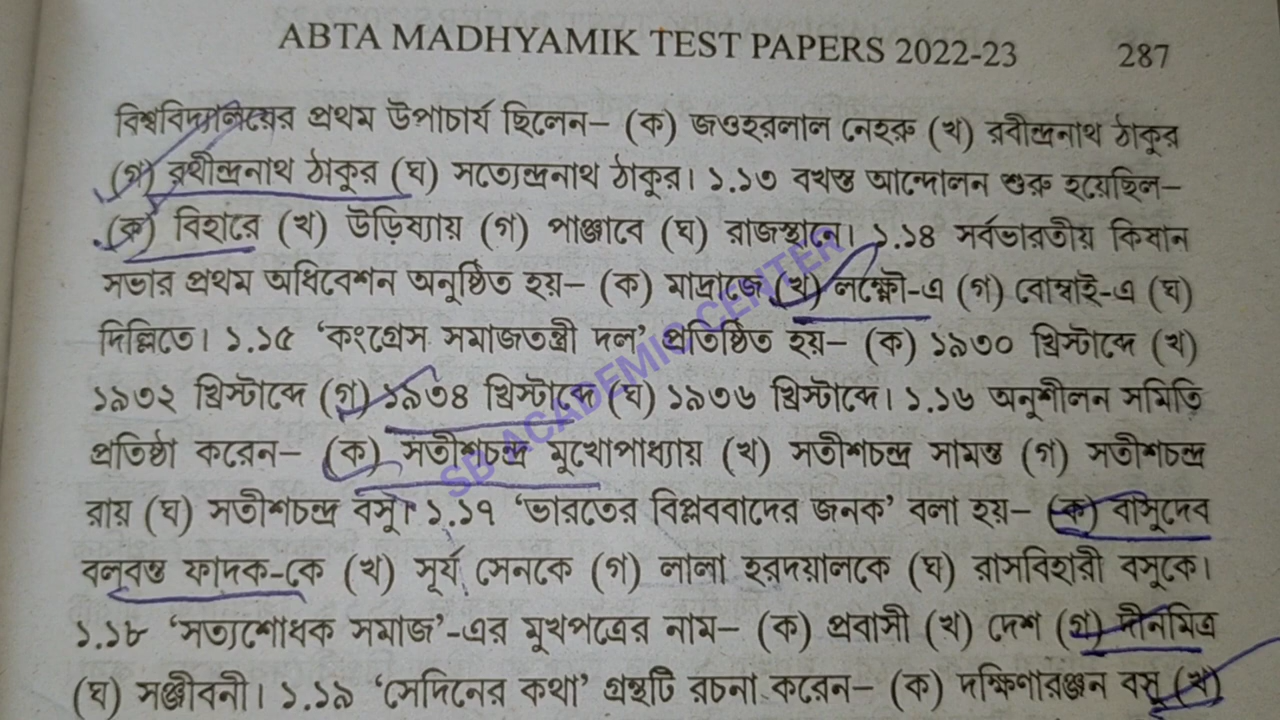 ABTA MADHYAMIK TEST PAPERS 2022-23 287
বিশ্ববিদ্যালয়ের প্রথম উপাচার্য ছিলেন– (ক) জওহরলাল নেহরু (খ) রবীন্দ্রনাথ ঠাকুর
(গ) রথীন্দ্রনাথ ঠাকুর (ঘ) সত্যেন্দ্রনাথ ঠাকুর। ১.১৩ বখস্ত আন্দোলন শুরু হয়েছিল–
(ক) বিহারে (খ) উড়িষ্যায় (গ) পাঞ্জাবে (ঘ) রাজস্থানে। ১.১৪ সর্বভারতীয় কিষান
সভার প্রথম অধিবেশন অনুষ্ঠিত হয়– (ক) মাদ্রাজে (খ) লক্ষ্ণৌ-এ (গ) বোম্বাই-এ (ঘ)
দিল্লিতে। ১.১৫ ‘কংগ্রেস সমাজতন্ত্রী দল’ প্রতিষ্ঠিত হয়– (ক) ১৯৩০ খ্রিস্টাব্দে (খ)
১৯৩২ খ্রিস্টাব্দে (গ) ১৯৩৪ খ্রিস্টাব্দে (ঘ) ১৯৩৬ খ্রিস্টাব্দে। ১.১৬ অনুশীলন সমিতি
প্রতিষ্ঠা করেন– (ক) সতীশচন্দ্র মুখোপাধ্যায় (খ) সতীশচন্দ্র সামন্ত (গ) সতীশচন্দ্র
রায় (ঘ) সতীশচন্দ্র বসু। ১.১৭ ‘ভারতের বিপ্লববাদের জনক’ বলা হয়– (ক) বাসুদেব
বলবন্ত ফাদক-কে (খ) সূর্য সেনকে (গ) লালা হরদয়ালকে (ঘ) রাসবিহারী বসুকে।
১.১৮ ‘সত্যশোধক সমাজ’-এর মুখপত্রের নাম– (ক) প্রবাসী (খ) দেশ (গ) দীনমিত্র
(ঘ) সঞ্জীবনী। ১.১৯ ‘সেদিনের কথা’ গ্রন্থটি রচনা করেন– (ক) দক্ষিণারঞ্জন বসু (খ)
SB ACADEMIC CENTER